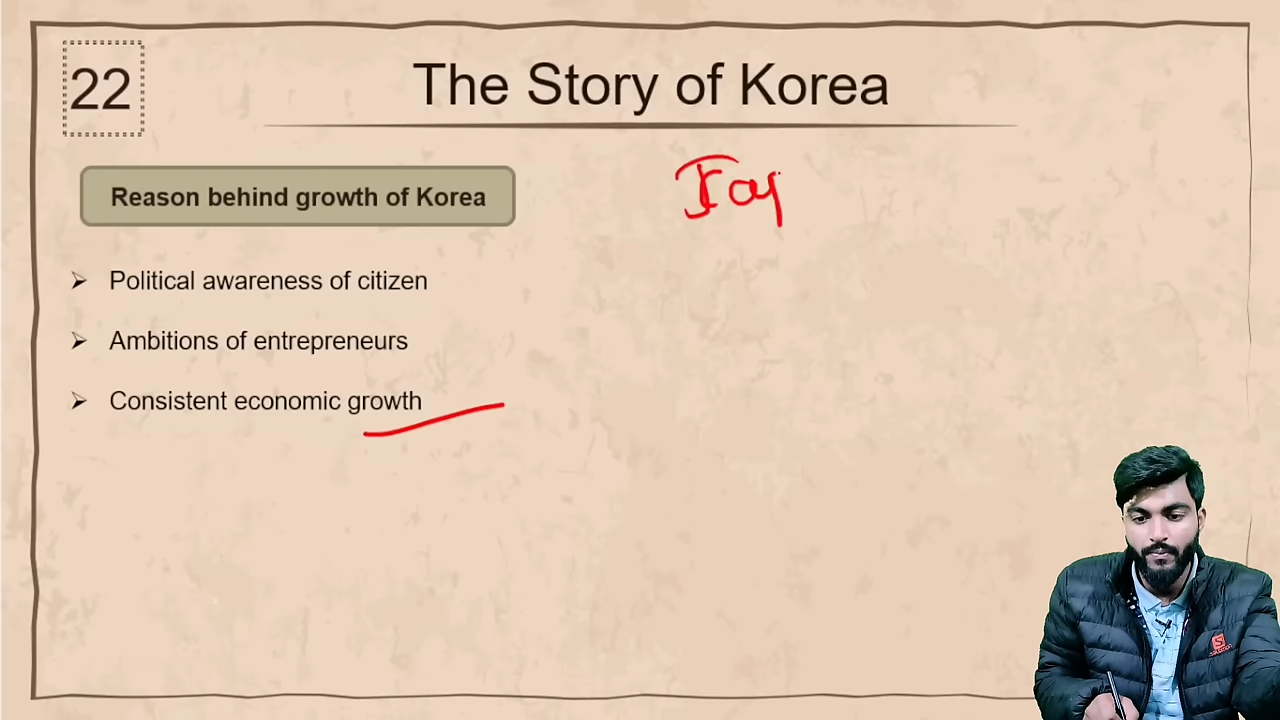 22
The Story of Korea
Reason behind growth of Korea
➢ Political awareness of citizen
➢ Ambitions of entrepreneurs
➢ Consistent economic growth